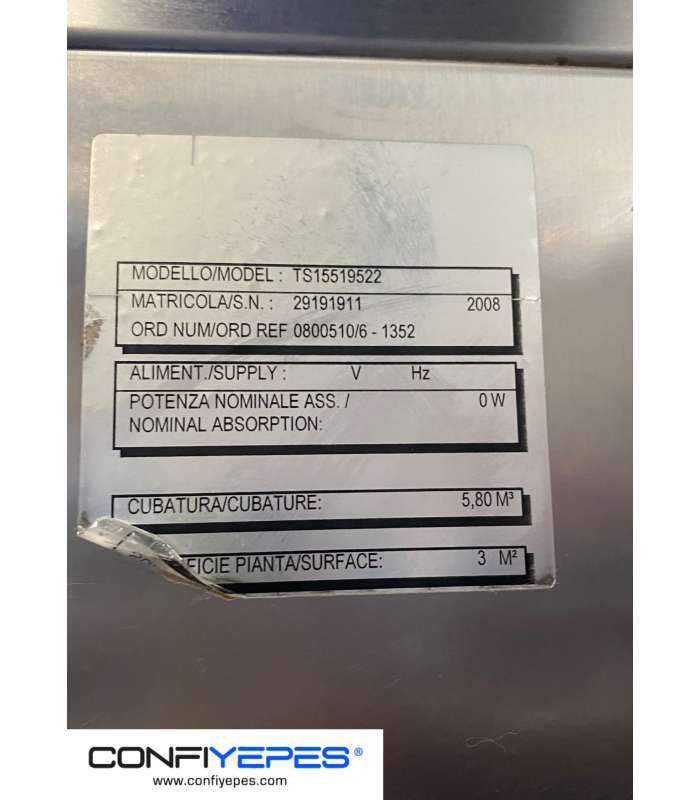 MODELLO/MODEL : TS15519522
MATRICOLA/S.N. : 29191911 2008
ORD NUM/ORD REF 0800510/6 - 1352
ALIMENT./SUPPLY : V Hz
POTENZA NOMINALE ASS. / 0 W
NOMINAL ABSORPTION:
CUBATURA/CUBATURE: 5,80 M³
FICIE PIANTA/SURFACE: 3 M²
CONFIYEPES®
www.confiyepes.com